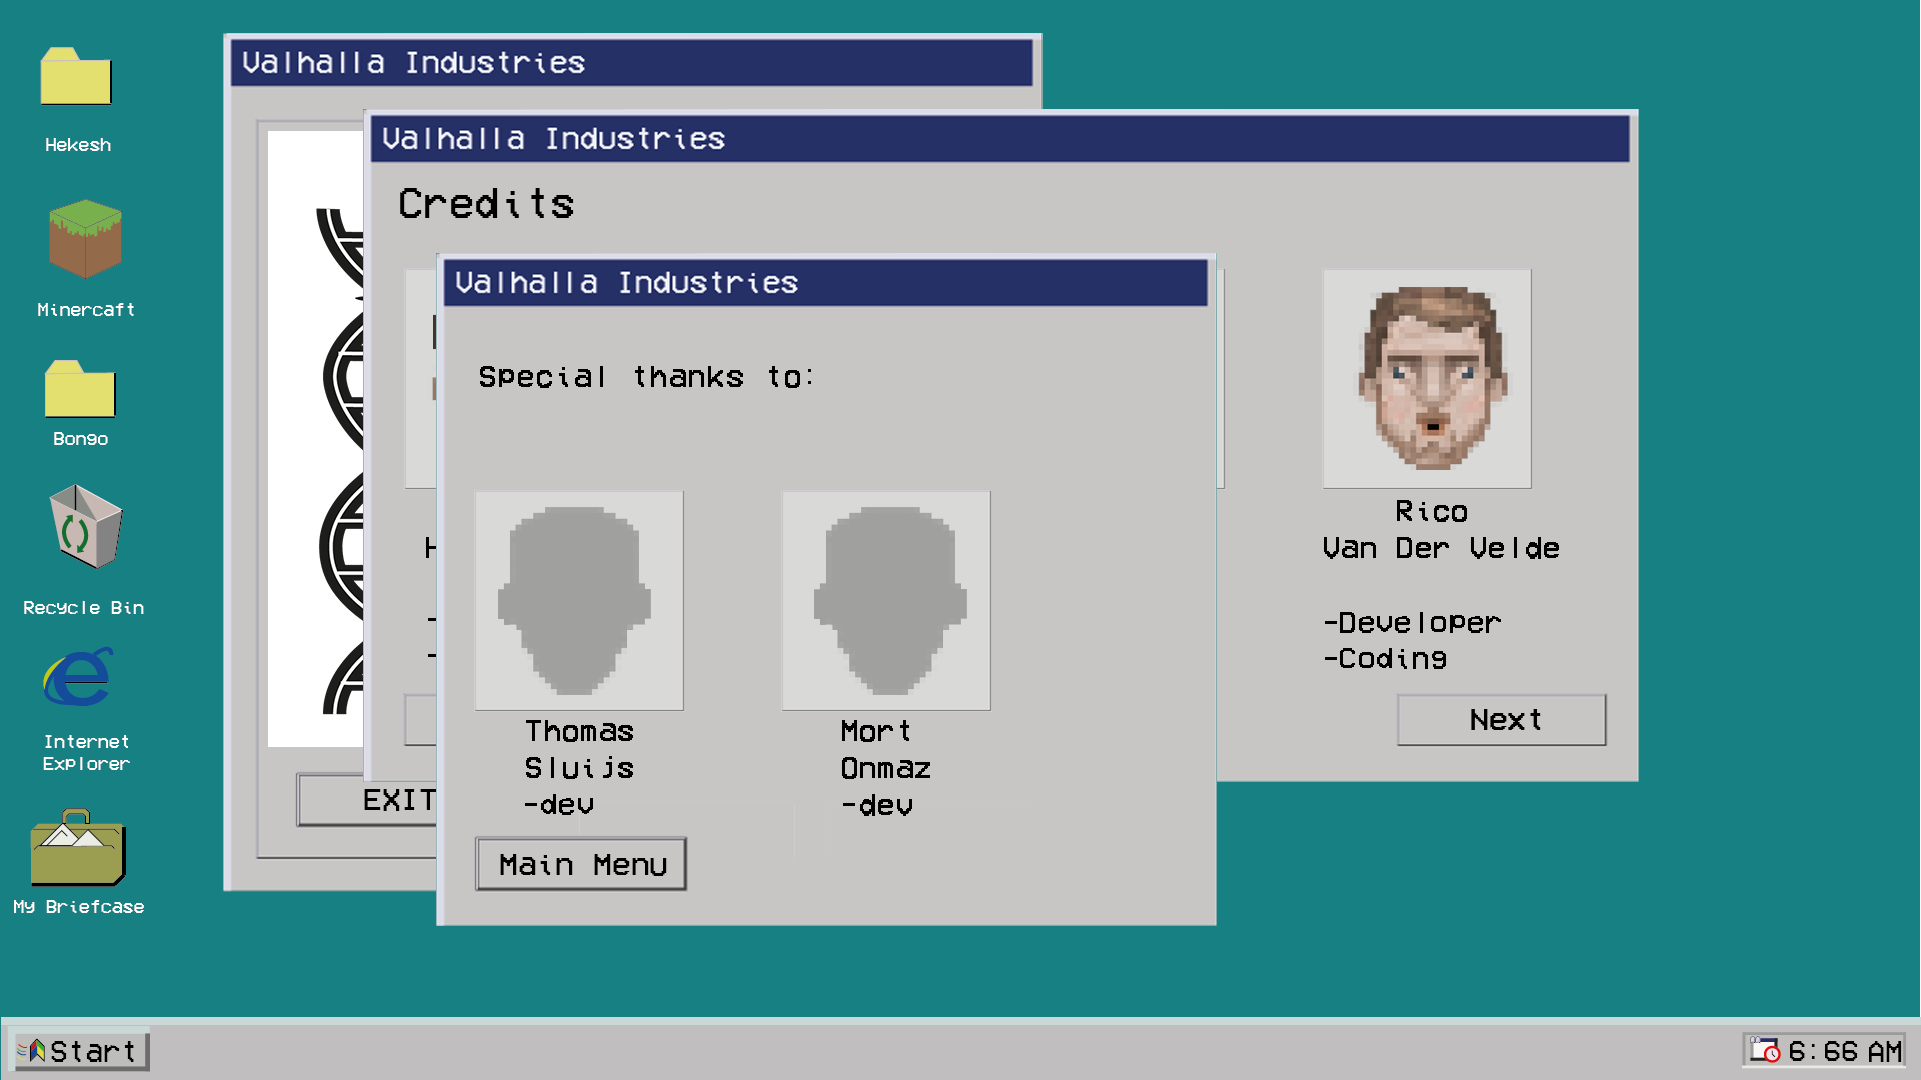 Hekesh
Minercaft
Bongo
Recycle Bin
Internet
Explorer
My Briefcase
Valhalla Industries
EXIT
Valhalla Industries
Credits
Rico
Van Der Velde
-Developer
-Coding
Next
Valhalla Industries
Special thanks to:
Thomas
Sluijs
-dev
Mort
Onmaz
-dev
Main Menu
Start
6:66 AM